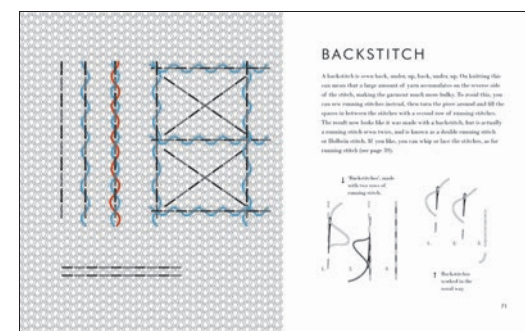 BACKSTITCH
A backstitch is sewn back, under, up, back, under, up. On knitting this
can mean that a large amount of yarn accumulates on the reverse side
of the stitch, making the garment much more bulky. To avoid this, you
can sew running stitches instead, then turn the piece around and fill the
spaces in between the stitches with a second row of running stitches.
The result now looks like it was made with a backstitch, but is actually
a running stitch sewn twice, and is known as a double running stitch
or Holbein stitch. If you like, you can whip or lace the stitches, as for
running stitch (see page 70).
↓ 'Backstitches', made
with two rows of
running stitch.
1.
2.
↑ Backstitches
worked in the
usual way.
71